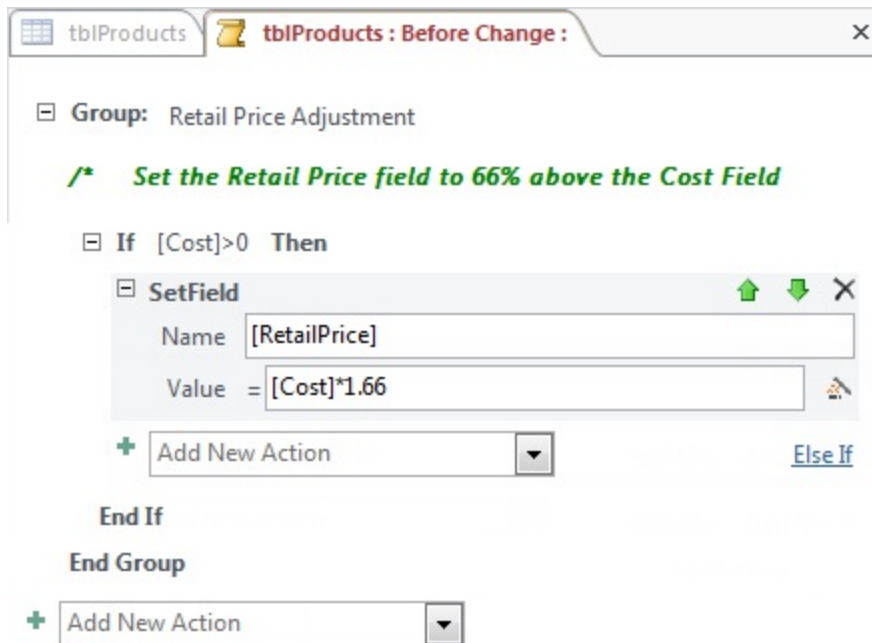 tblProducts tblProducts : Before Change :
Group: Retail Price Adjustment
/* Set the Retail Price field to 66% above the Cost Field
If [Cost]>0 Then
SetField
Name [RetailPrice]
Value = [Cost]*1.66
Add New Action Else If
End If
End Group
Add New Action